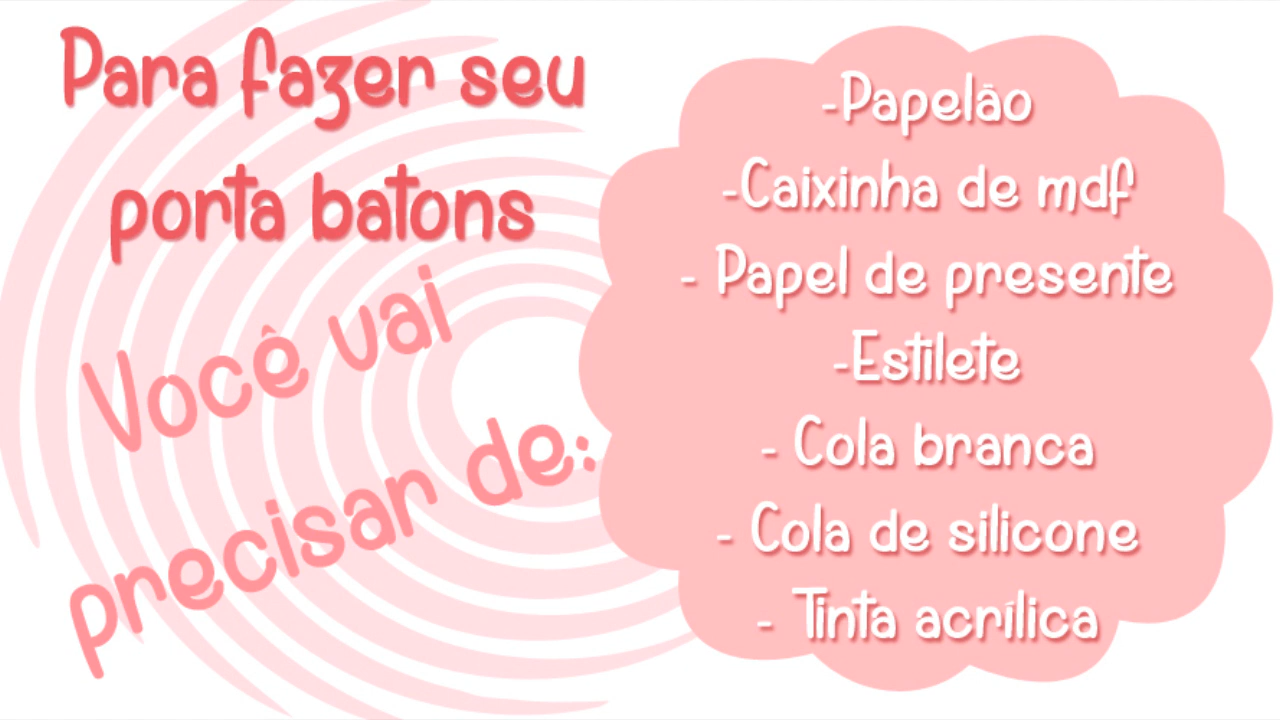 Para fazer seu
porta batons
Você vai
precisar de:
-Papelão
-Caixinha de mdf
- Papel de presente
-Estilete
- Cola branca
- Cola de silicone
- Tinta acrílica